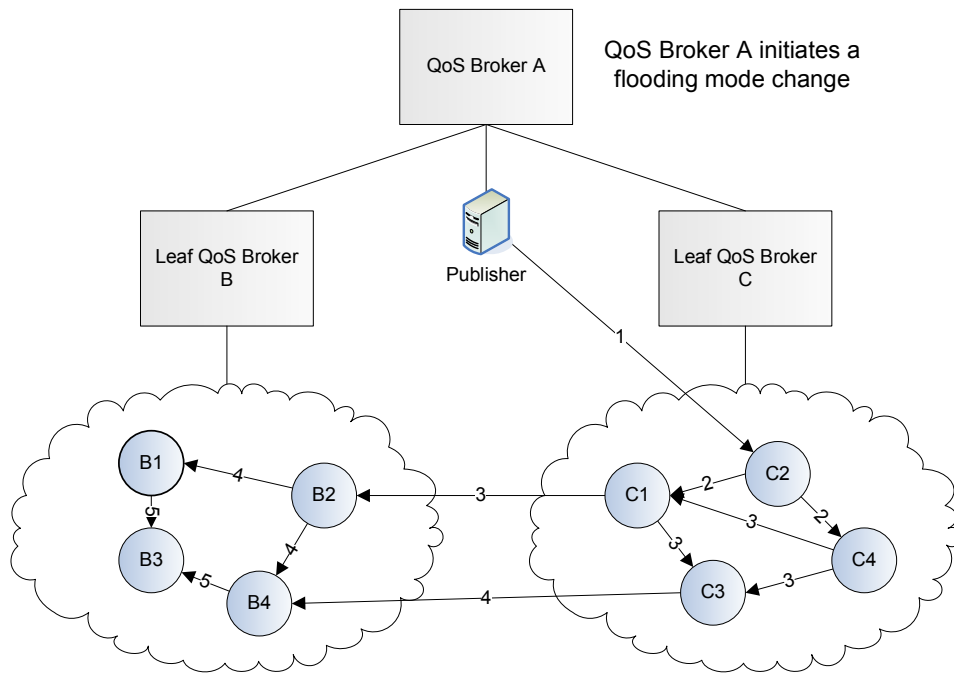 QoS Broker A
QoS Broker A initiates a
flooding mode change
Leaf QoS Broker
B
Publisher
Leaf QoS Broker
C
1
B1
4
B2
3
C1
2
C2
5
4
3
3
2
B3
5
B4
4
C3
3
C4